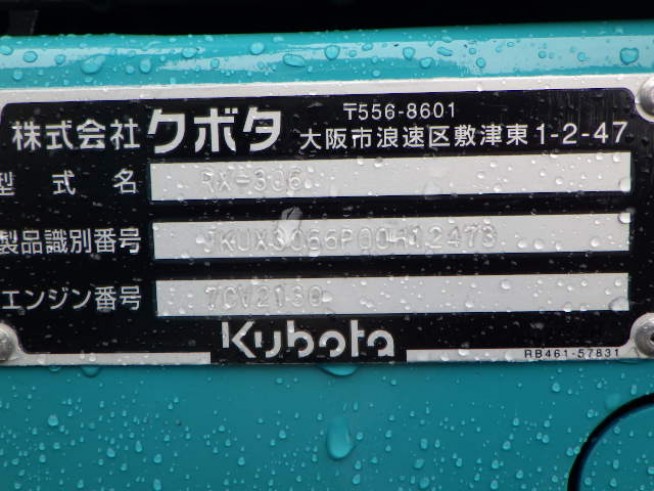 株式会社 クボタ 〒556-8601
大阪市浪速区敷津東1-2-47
型式名 RX-306
製品識別番号
エンジン番号
Kubota
RB461-57831